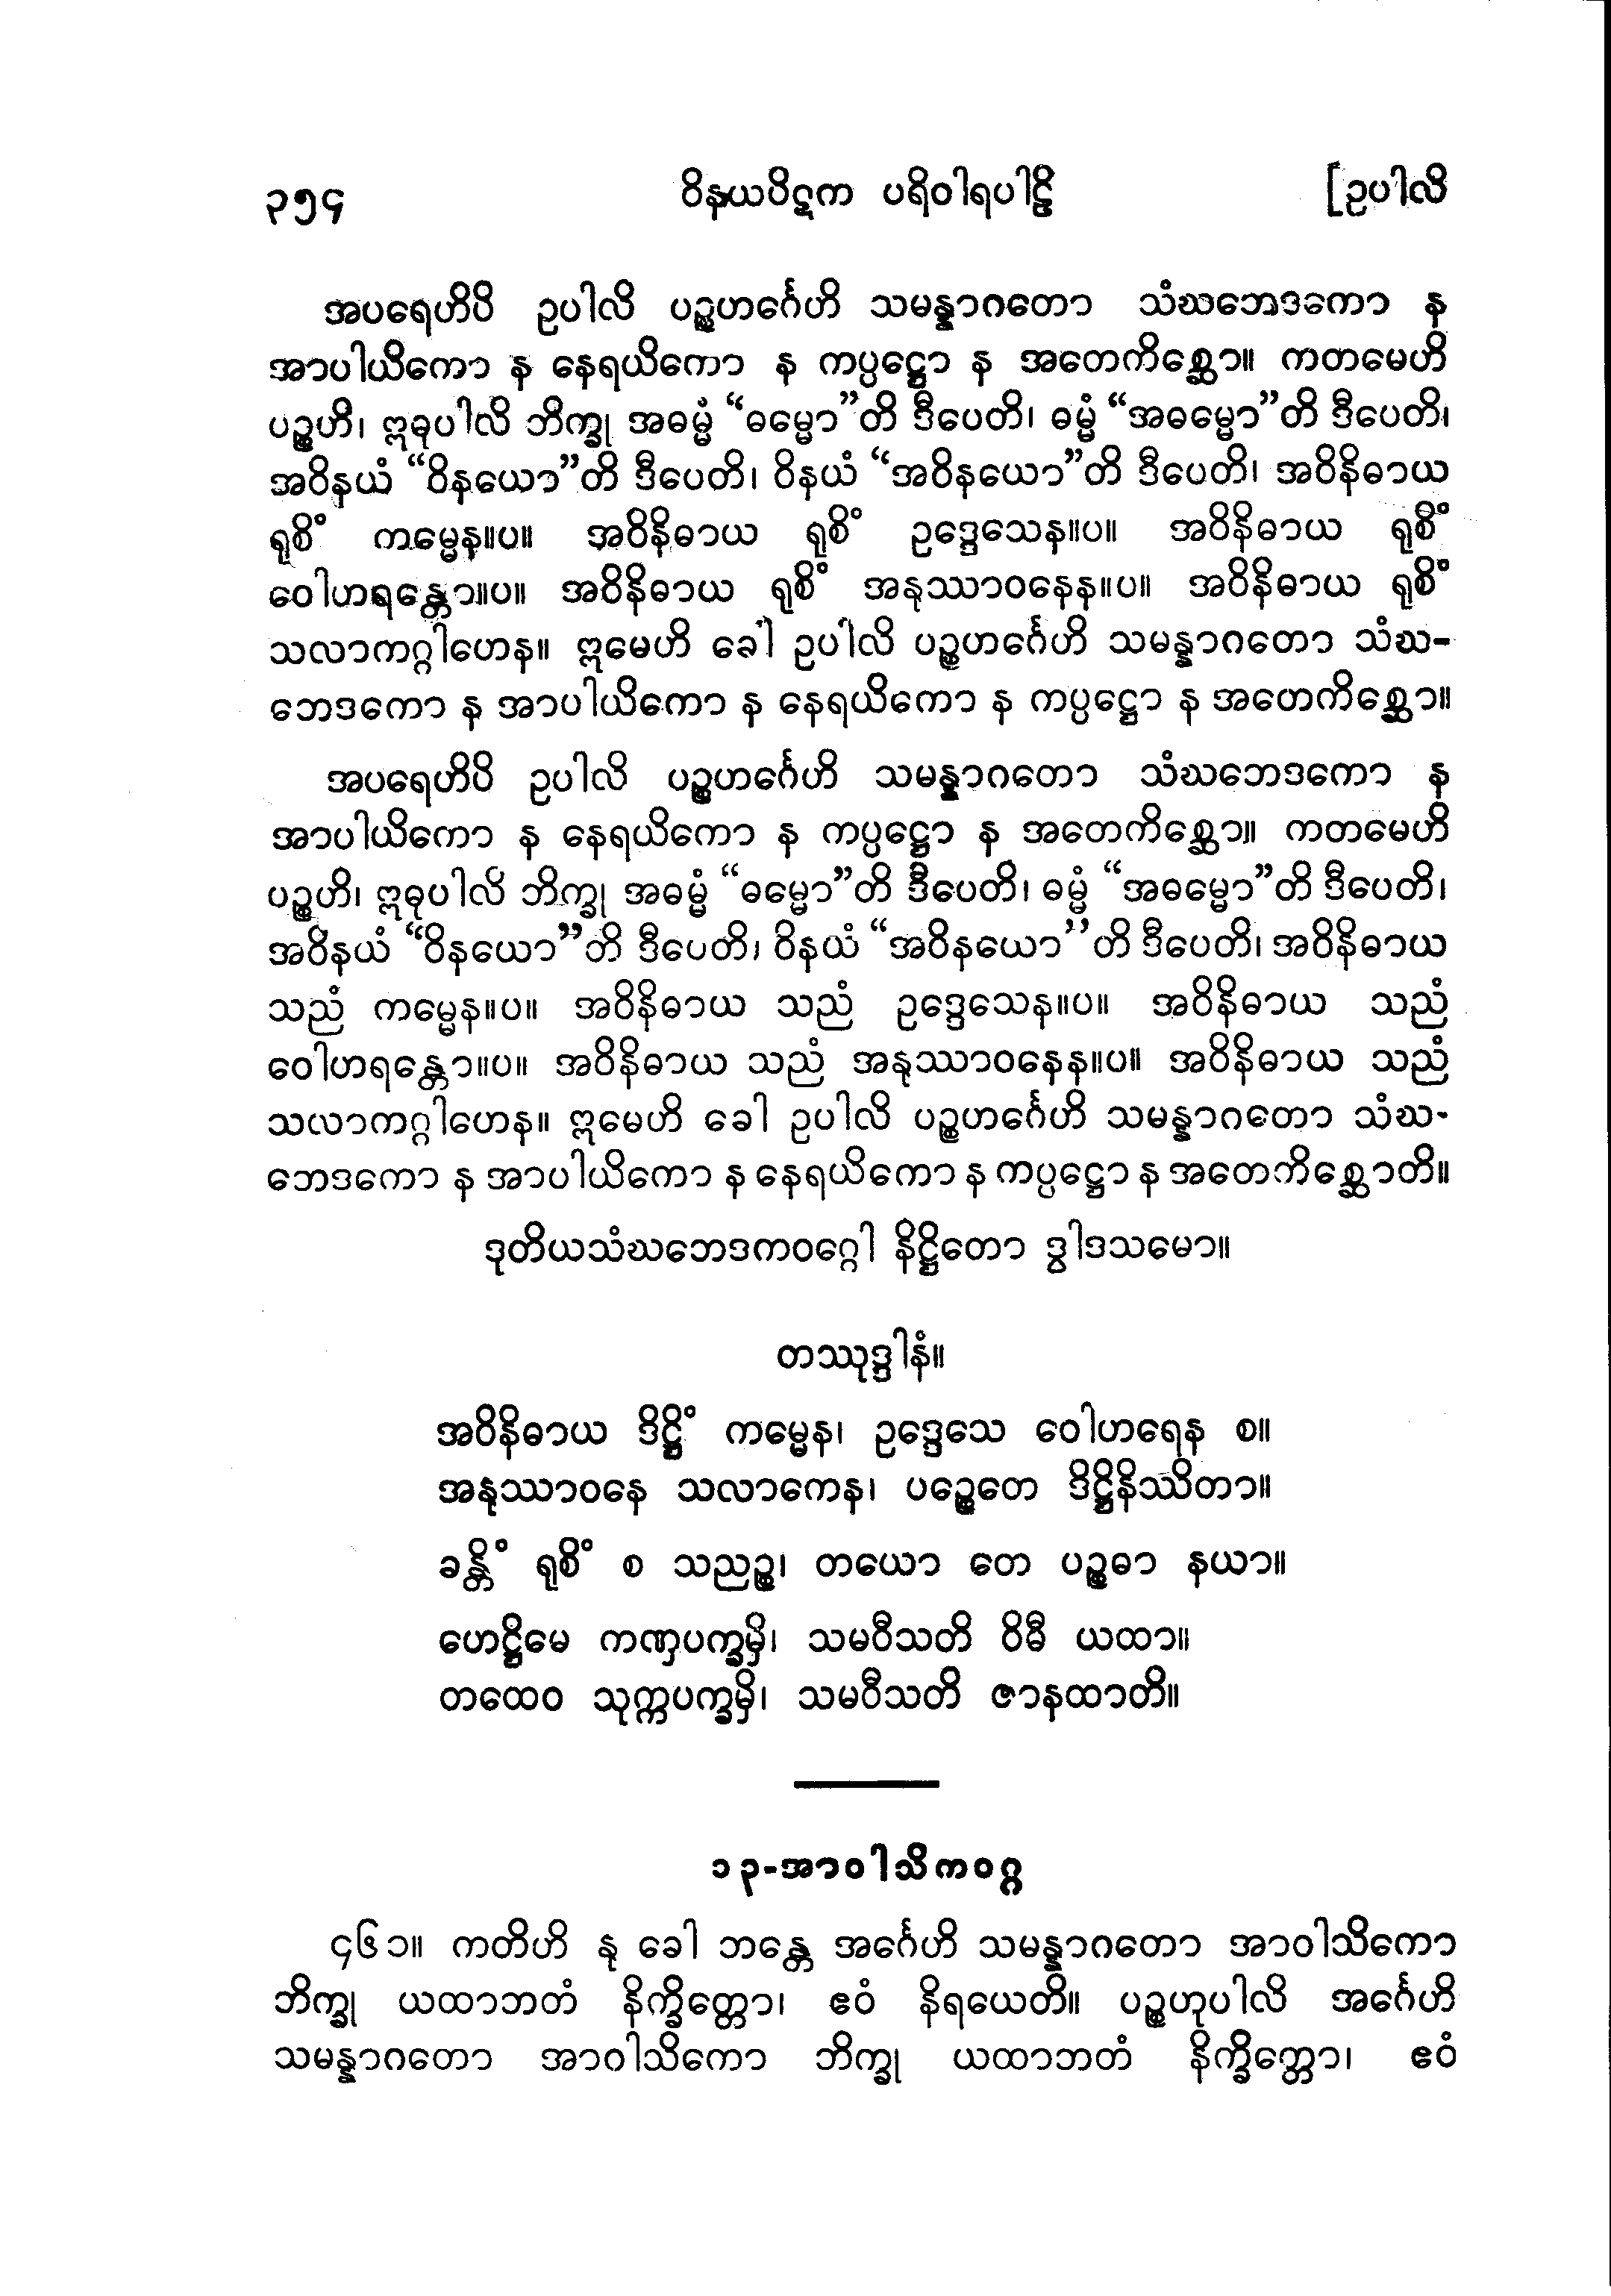 ၃၅၄ ဝိနယပိဋက ပရိဝါရပါဠိ [ဥပါလိ
အပရေဟိပိ ဥပါလိ ပဉ္စဟင်္ဂေဟိ သမန္နာဂတော သံဃဘေဒကော န
အာပါယိကော န နေရယိကော န ကပ္ပဋ္ဌော န အတေကိစ္ဆော။ ကတမေဟိ
ပဉ္စဟိ၊ ဣဓုပါလိ ဘိက္ခု အဓမ္မံ “ဓမ္မော”တိ ဒီပေတိ၊ ဓမ္မံ “အဓမ္မော”တိ ဒီပေတိ၊
အဝိနယံ “ဝိနယော”တိ ဒီပေတိ၊ ဝိနယံ “အဝိနယော”တိ ဒီပေတိ၊ အဝိနိဓာယ
ရုစိံ ကမ္မေန။ပ။ အဝိနိဓာယ ရုစိံ ဥဒ္ဒေသေန။ပ။ အဝိနိဓာယ ရုစိံ
ဝေါဟရန္တော။ပ။ အဝိနိဓာယ ရုစိံ အနုဿာဝနေန။ပ။ အဝိနိဓာယ ရုစိံ
သလာကဂ္ဂါဟေန။ ဣမေဟိ ခေါ ဥပါလိ ပဉ္စဟင်္ဂေဟိ သမန္နာဂတော သံဃ-
ဘေဒကော န အာပါယိကော န နေရယိကော န ကပ္ပဋ္ဌော န အတေကိစ္ဆော။
အပရေဟိပိ ဥပါလိ ပဉ္စဟင်္ဂေဟိ သမန္နာဂတော သံဃဘေဒကော န
အာပါယိကော န နေရယိကော န ကပ္ပဋ္ဌော န အတေကိစ္ဆော။ ကတမေဟိ
ပဉ္စဟိ၊ ဣဓုပါလိ ဘိက္ခု အဓမ္မံ “ဓမ္မော”တိ ဒီပေတိ၊ ဓမ္မံ “အဓမ္မော”တိ ဒီပေတိ၊
အဝိနယံ “ဝိနယော”တိ ဒီပေတိ၊ ဝိနယံ “အဝိနယော”တိ ဒီပေတိ၊ အဝိနိဓာယ
သညံ ကမ္မေန။ပ။ အဝိနိဓာယ သညံ ဥဒ္ဒေသေန။ပ။ အဝိနိဓာယ သညံ
ဝေါဟရန္တော။ပ။ အဝိနိဓာယ သညံ အနုဿာဝနေန။ပ။ အဝိနိဓာယ သညံ
သလာကဂ္ဂါဟေန။ ဣမေဟိ ခေါ ဥပါလိ ပဉ္စဟင်္ဂေဟိ သမန္နာဂတော သံဃ-
ဘေဒကော န အာပါယိကော န နေရယိကော န ကပ္ပဋ္ဌော န အတေကိစ္ဆောတိ။
ဒုတိယသံဃဘေဒကဝဂ္ဂေါ နိဋ္ဌိတော ဒွါဒသမော။
တဿုဒ္ဒါနံ။
အဝိနိဓာယ ဒိဋ္ဌိံ ကမ္မေန၊ ဥဒ္ဒေသေ ဝေါဟရေန စ။
အနုဿာဝနေ သလာကေန၊ ပဉ္စေတေ ဒိဋ္ဌိနိဿိတာ။
ခန္တိံ ရုစိံ စ သညဉ္စ၊ တယော တေ ပဉ္စဓာ နယာ။
ဟေဋ္ဌိမေ ကဏှပက္ခမှိ၊ သမဝီသတိ ဝိဓီ ယထာ။
တထေဝ သုက္ကပက္ခမှိ၊ သမဝီသတိ ဇာနထာတိ။
၁၃-အာဝါသိကဝဂ္ဂ
၄၆၁။ ကတိဟိ နု ခေါ ဘန္တေ အင်္ဂေဟိ သမန္နာဂတော အာဝါသိကော
ဘိက္ခု ယထာဘတံ နိက္ခိတ္တော၊ ဧဝံ နိရယေတိ။ ပဉ္စဟုပါလိ အင်္ဂေဟိ
သမန္နာဂတော အာဝါသိကော ဘိက္ခု ယထာဘတံ နိက္ခိတ္တော၊ ဧဝံ